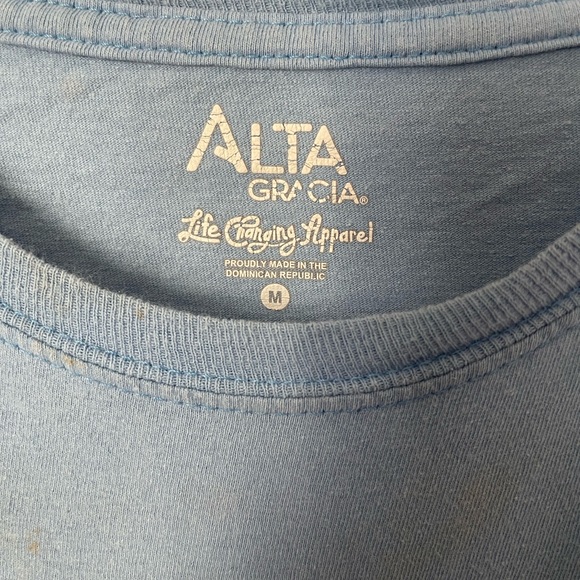 ALTA
GRACIA®
Life Changing Apparel
PROUDLY MADE IN THE
DOMINICAN REPUBLIC
M